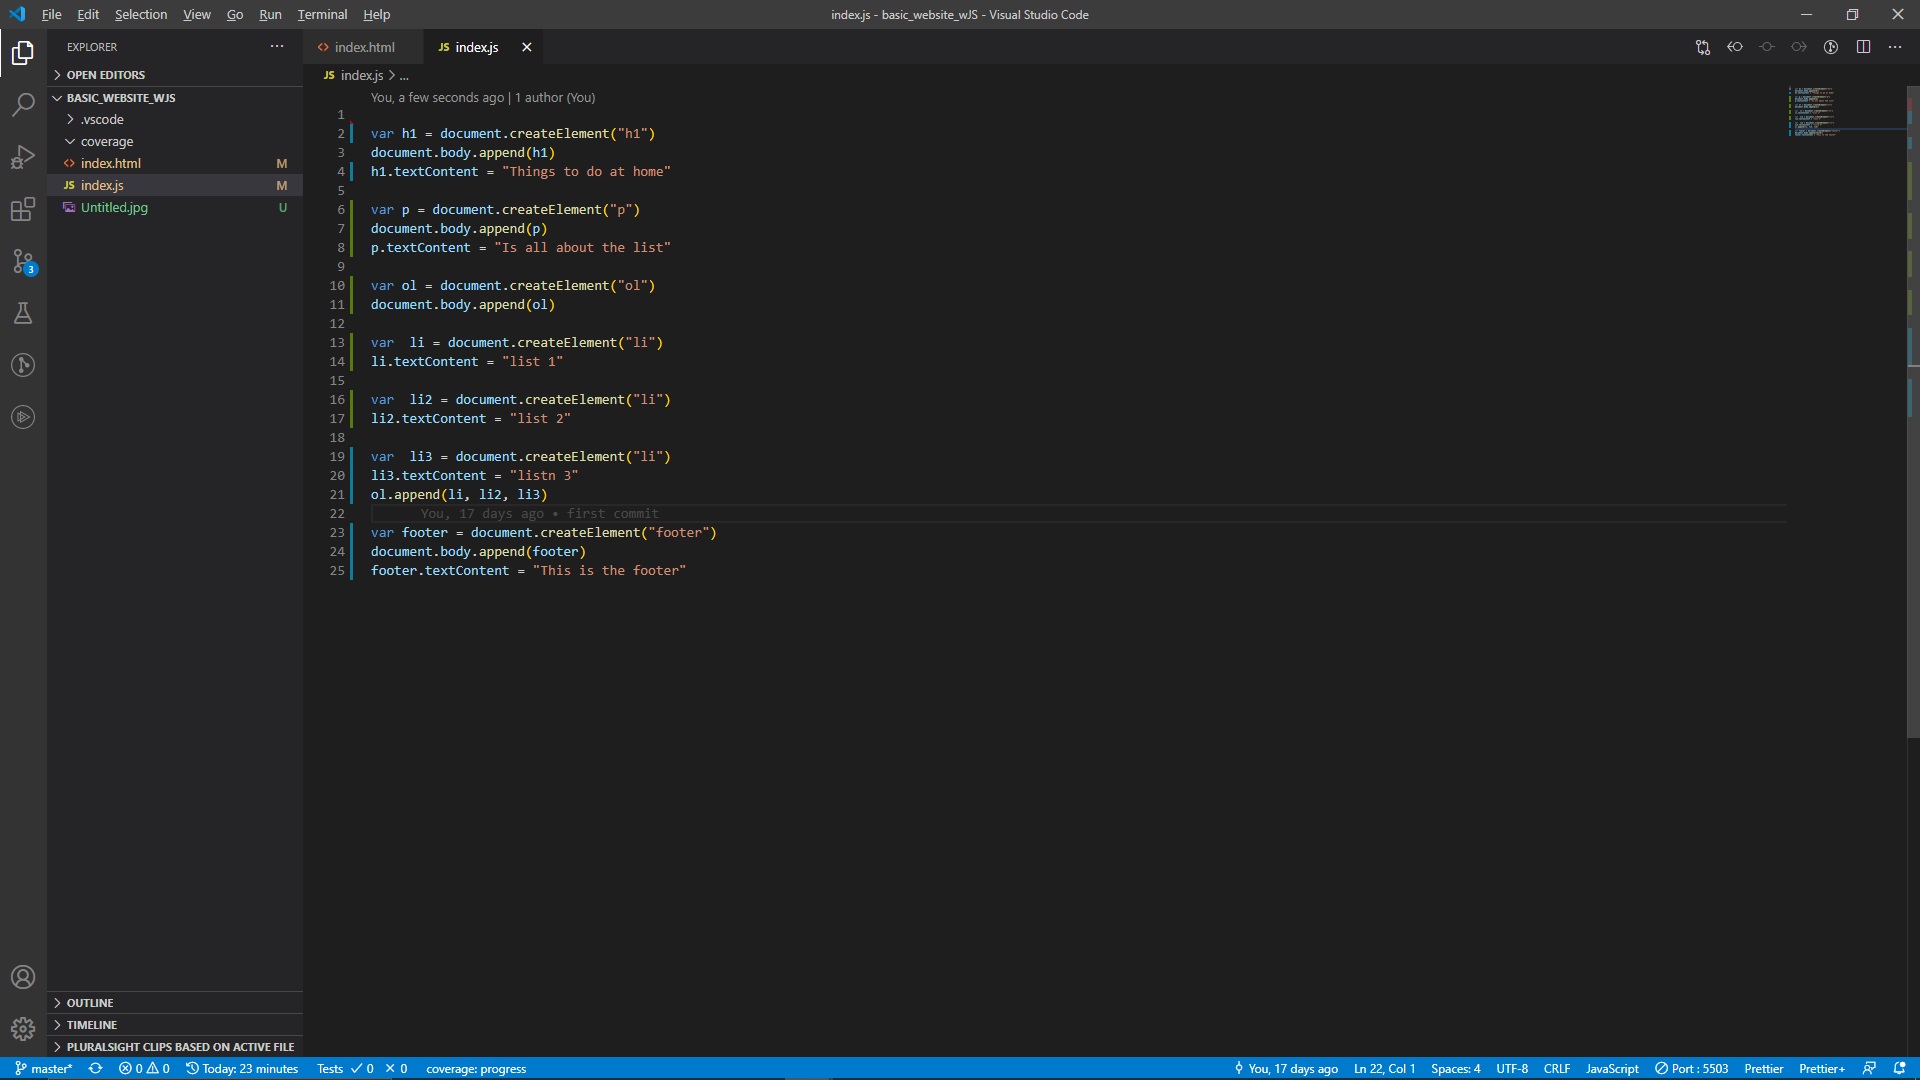 File Edit Selection View Go Run Terminal Help
index.js - basic_website_wJS - Visual Studio Code
EXPLORER
OPEN EDITORS
BASIC_WEBSITE_WJS
.vscode
coverage
index.html M
JS index.js M
Untitled.jpg U
OUTLINE
TIMELINE
PLURALSIGHT CLIPS BASED ON ACTIVE FILE
index.html JS index.js
JS index.js > ...
You, a few seconds ago | 1 author (You)
1
2 var h1 = document.createElement("h1")
3 document.body.append(h1)
4 h1.textContent = "Things to do at home"
5
6 var p = document.createElement("p")
7 document.body.append(p)
8 p.textContent = "Is all about the list"
9
10 var ol = document.createElement("ol")
11 document.body.append(ol)
12
13 var  li = document.createElement("li")
14 li.textContent = "list 1"
15
16 var  li2 = document.createElement("li")
17 li2.textContent = "list 2"
18
19 var  li3 = document.createElement("li")
20 li3.textContent = "listn 3"
21 ol.append(li, li2, li3)
22 You, 17 days ago • first commit
23 var footer = document.createElement("footer")
24 document.body.append(footer)
25 footer.textContent = "This is the footer"
3
master* 0 0 Today: 23 minutes Tests ✓ 0 × 0 coverage: progress You, 17 days ago Ln 22, Col 1 Spaces: 4 UTF-8 CRLF JavaScript Port : 5503 Prettier Prettier+